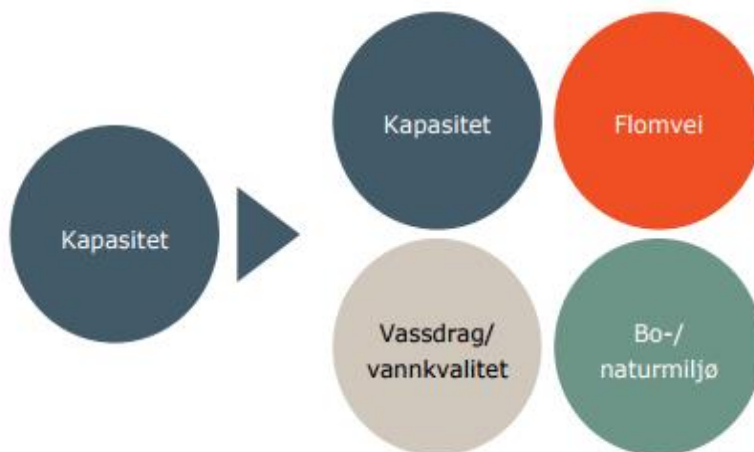 Kapasitet
Kapasitet
Flomvei
Vassdrag/
vannkvalitet
Bo-/
naturmiljø